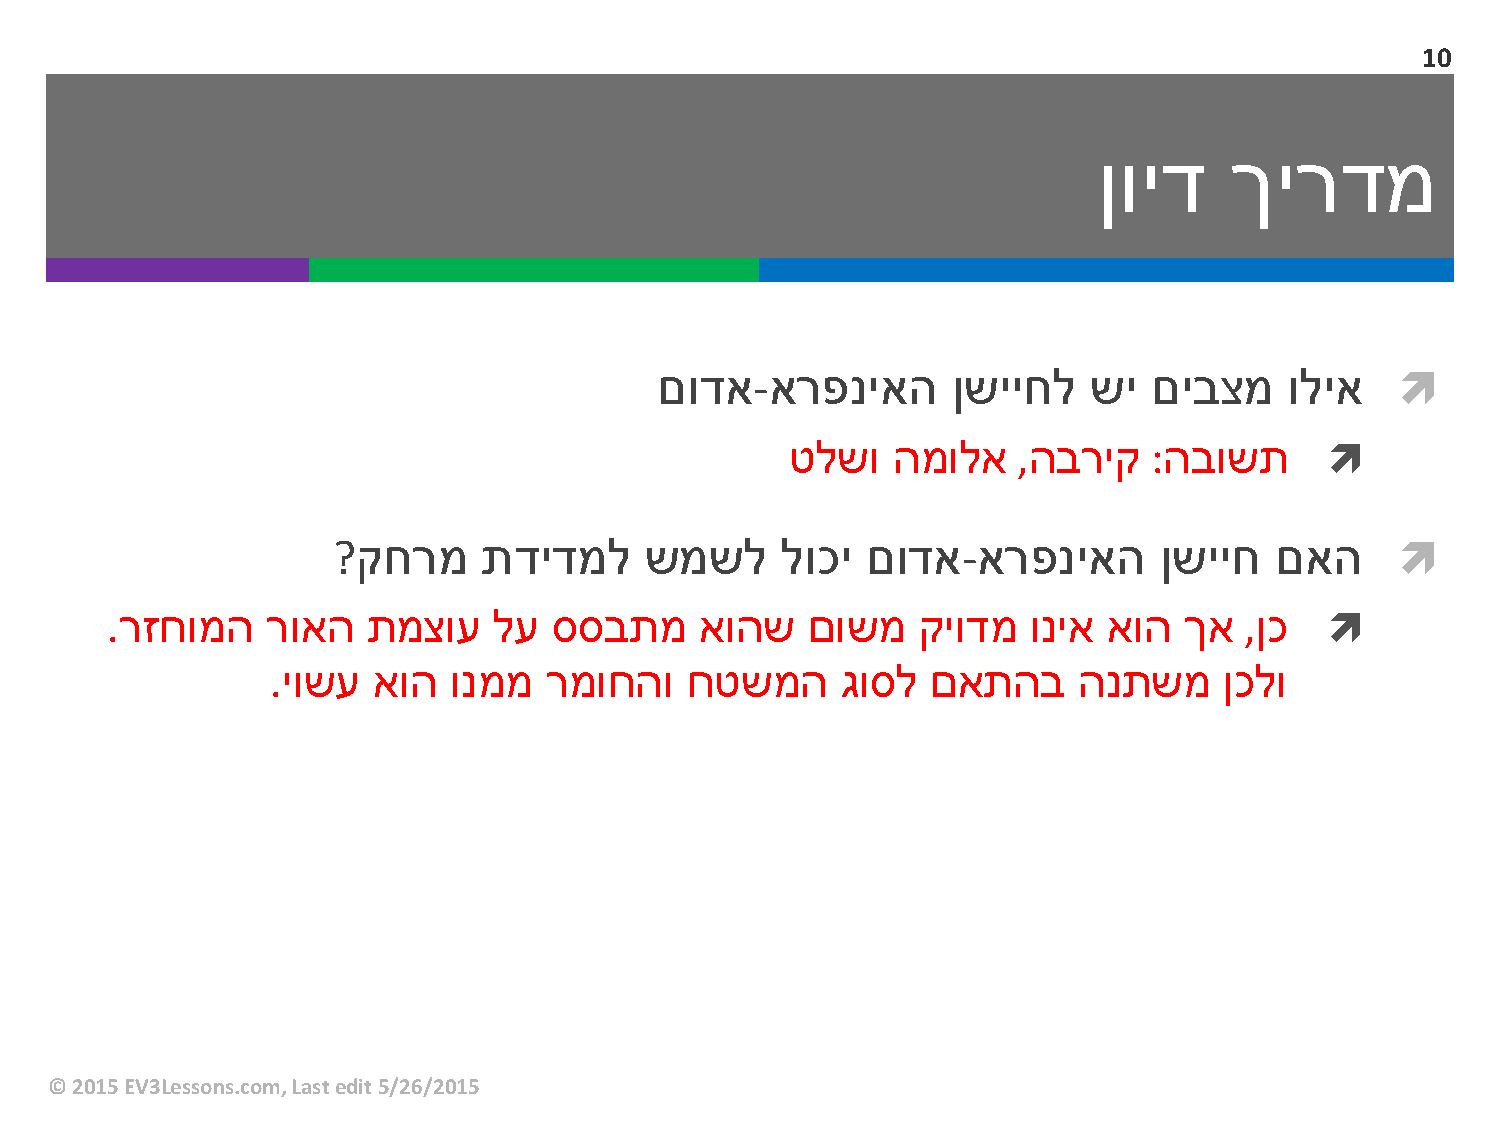 10
מדריך דיון
אילו מצבים יש לחיישן האינפרא-אדום
תשובה: קירבה, אלומה ושלט
האם חיישן האינפרא-אדום יכול לשמש למדידת מרחק?
כן, אך הוא אינו מדויק משום שהוא מתבסס על עוצמת האור המוחזר.
ולכן משתנה בהתאם לסוג המשטח והחומר ממנו הוא עשוי.
© 2015 EV3Lessons.com, Last edit 5/26/2015